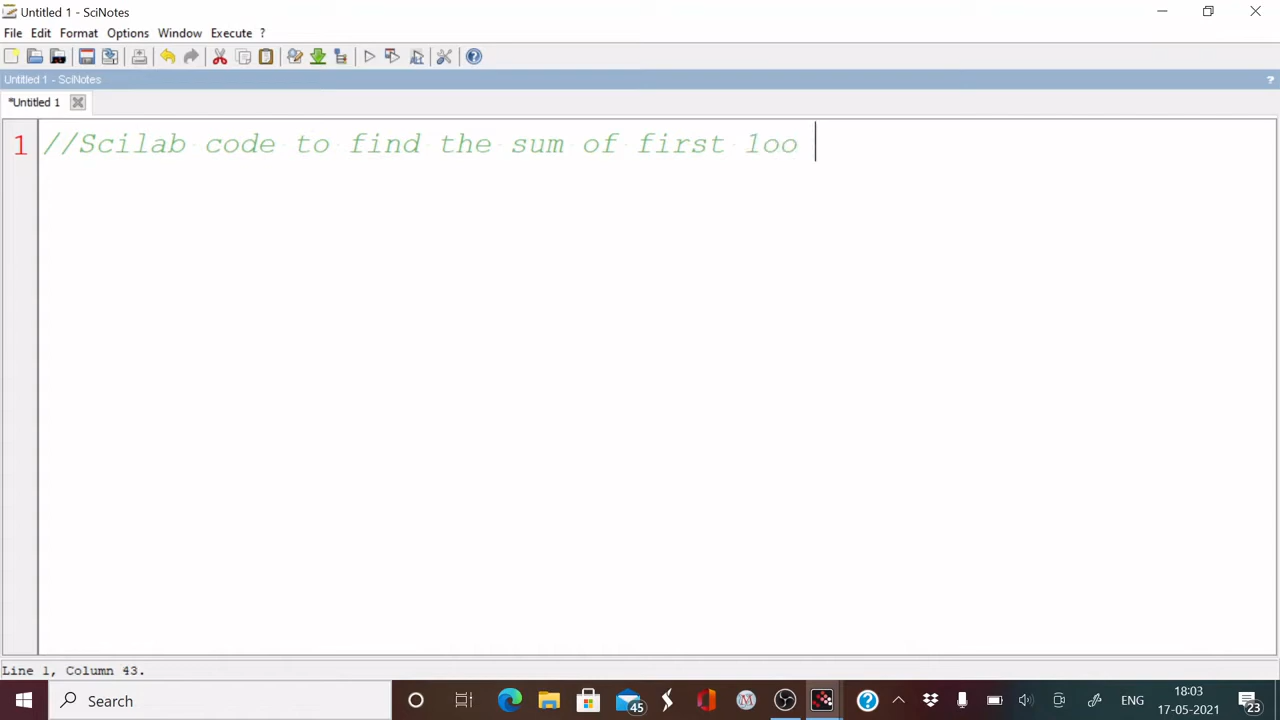 Untitled 1 - SciNotes
File Edit Format Options Window Execute ?
Untitled 1 - SciNotes ?
*Untitled 1
1 //Scilab code to find the sum of first 1oo
Line 1, Column 43.
Search 45 ENG 18:03 17-05-2021 23